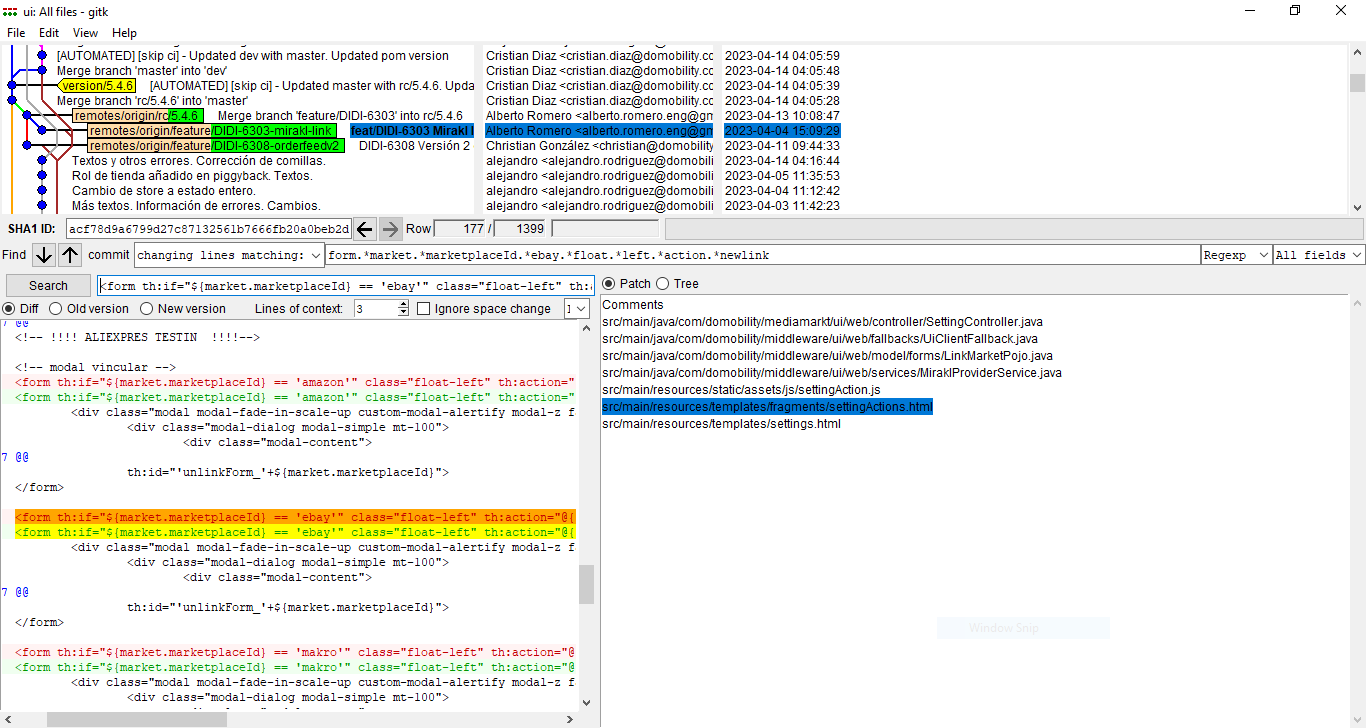 ui: All files - gitk
File Edit View Help
[AUTOMATED] [skip ci] - Updated dev with master. Updated pom version Cristian Diaz <cristian.diaz@domobility.cc 2023-04-14 04:05:59
Merge branch 'master' into 'dev' Cristian Diaz <cristian.diaz@domobility.cc 2023-04-14 04:05:48
version/5.4.6 [AUTOMATED] [skip ci] - Updated master with rc/5.4.6. Upda Cristian Diaz <cristian.diaz@domobility.cc 2023-04-14 04:05:39
Merge branch 'rc/5.4.6' into 'master' Cristian Diaz <cristian.diaz@domobility.cc 2023-04-14 04:05:28
remotes/origin/rc/5.4.6 Merge branch 'feature/DIDI-6303' into rc/5.4.6 Alberto Romero <alberto.romero.eng@gm 2023-04-13 10:08:47
remotes/origin/feature/DIDI-6303-mirakl-link feat/DIDI-6303 Mirakl l Alberto Romero <alberto.romero.eng@gm 2023-04-04 15:09:29
remotes/origin/feature/DIDI-6308-orderfeedv2 DIDI-6308 Versión 2 Christian González <christian@domobility 2023-04-11 09:44:33
Textos y otros errores. Corrección de comillas. alejandro <alejandro.rodriguez@domobili 2023-04-14 04:16:44
Rol de tienda añadido en piggyback. Textos. alejandro <alejandro.rodriguez@domobili 2023-04-05 11:35:53
Cambio de store a estado entero. alejandro <alejandro.rodriguez@domobili 2023-04-04 11:12:42
Más textos. Información de errores. Cambios. alejandro <alejandro.rodriguez@domobili 2023-04-03 11:42:23
SHA1 ID: acf78d9a6799d27c8713256lb7666fb20a0beb2d Row 177 / 1399
Find commit changing lines matching: form.*market.*marketplaceId.*ebay.*float.*left.*action.*newlink Regexp All fields
Search <form th:if="${market.marketplaceId} == 'ebay'" class="float-left" th: Patch Tree
Diff Old version New version Lines of context: 3 Ignore space change
Comments
src/main/java/com/domobility/mediamarkt/ui/web/controller/SettingController.java
src/main/java/com/domobility/middleware/ui/web/fallbacks/UiClientFallback.java
src/main/java/com/domobility/middleware/ui/web/model/forms/LinkMarketPojo.java
src/main/java/com/domobility/middleware/ui/web/services/MiraklProviderService.java
src/main/resources/static/assets/js/settingAction.js
src/main/resources/templates/fragments/settingActions.html
src/main/resources/templates/settings.html
7 @@
<!-- !!!! ALIEXPRES TESTIN !!!!-->
<!-- modal vincular -->
<form th:if="${market.marketplaceId} == 'amazon'" class="float-left" th:action="
<form th:if="${market.marketplaceId} == 'amazon'" class="float-left" th:action="
<div class="modal modal-fade-in-scale-up custom-modal-alertify modal-z f
<div class="modal-dialog modal-simple mt-100">
<div class="modal-content">
7 @@
th:id="'unlinkForm_'+${market.marketplaceId}">
</form>
<form th:if="${market.marketplaceId} == 'ebay'" class="float-left" th:action="@{
<form th:if="${market.marketplaceId} == 'ebay'" class="float-left" th:action="@{
<div class="modal modal-fade-in-scale-up custom-modal-alertify modal-z f
<div class="modal-dialog modal-simple mt-100">
<div class="modal-content">
7 @@
th:id="'unlinkForm_'+${market.marketplaceId}">
</form>
<form th:if="${market.marketplaceId} == 'makro'" class="float-left" th:action="@
<form th:if="${market.marketplaceId} == 'makro'" class="float-left" th:action="@
<div class="modal modal-fade-in-scale-up custom-modal-alertify modal-z f
<div class="modal-dialog modal-simple mt-100">
Window Snip